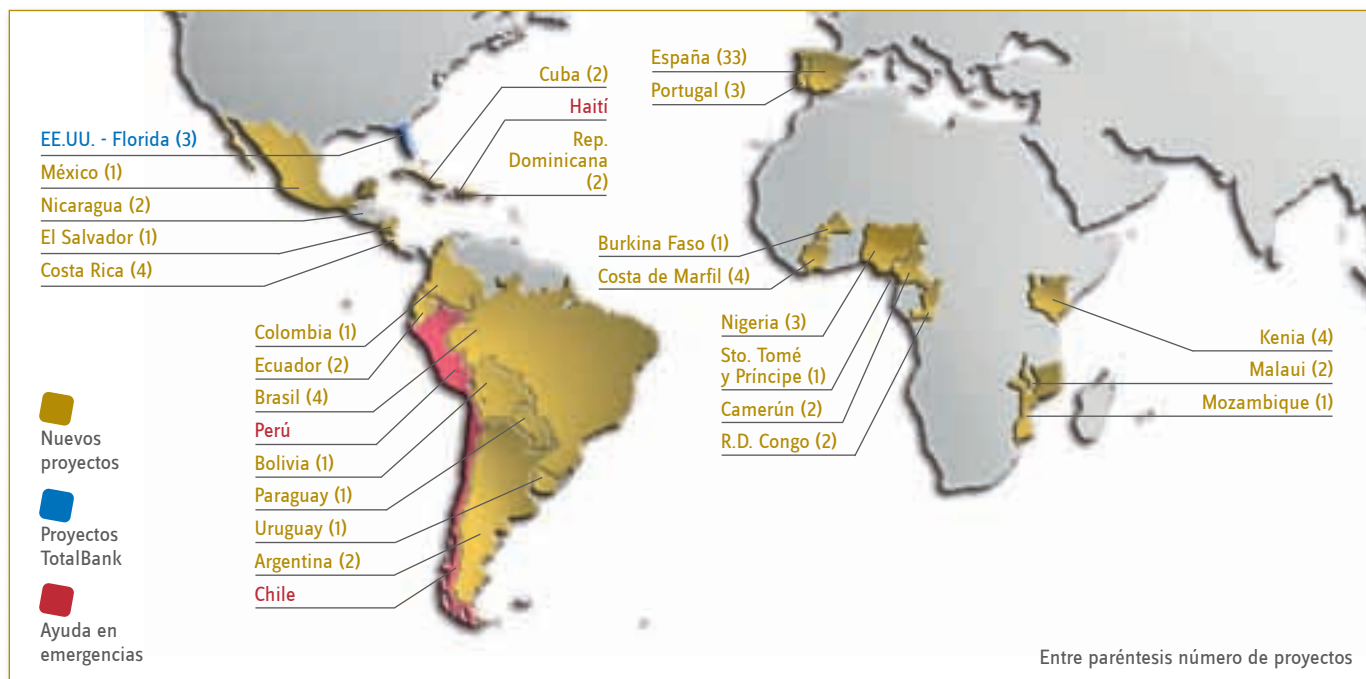 EE.UU. - Florida (3)
México (1)
Nicaragua (2)
El Salvador (1)
Costa Rica (4)
Cuba (2)
Haití
Rep.
Dominicana
(2)
Colombia (1)
Ecuador (2)
Brasil (4)
Perú
Bolivia (1)
Paraguay (1)
Uruguay (1)
Argentina (2)
Chile
España (33)
Portugal (3)
Burkina Faso (1)
Costa de Marfil (4)
Nigeria (3)
Sto. Tomé
y Príncipe (1)
Camerún (2)
R.D. Congo (2)
Kenia (4)
Malaui (2)
Mozambique (1)
Nuevos
proyectos
Proyectos
TotalBank
Ayuda en
emergencias
Entre paréntesis número de proyectos